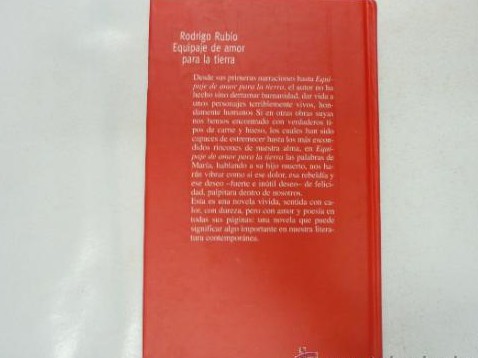 Rodrigo Rubio
Equipaje de amor
para la tierra
Desde sus primeras narraciones hasta Equi-
paje de amor para la tierra, el autor no ha
hecho sino derramar humanidad, dar vida a
unos personajes terriblemente vivos, hon-
damente humanos Si en otras obras suyas
nos hemos encontrado con verdaderos ti-
pos de carne y hueso, los cuales han sido
capaces de estremecer hasta los más escon-
didos rincones de nuestra alma, en Equi-
paje de amor para la tierra las palabras de
María, hablando a su hijo muerto, nos ha-
rán vibrar como si ese dolor, esa rebeldía y
ese deseo –fuerte e inútil deseo– de felici-
dad, palpitara dentro de nosotros.
Esta es una novela vivida, sentida con ca-
lor, con dureza, pero con amor y poesía en
todas sus páginas: una novela que puede
significar algo importante en nuestra litera-
tura contemporánea.